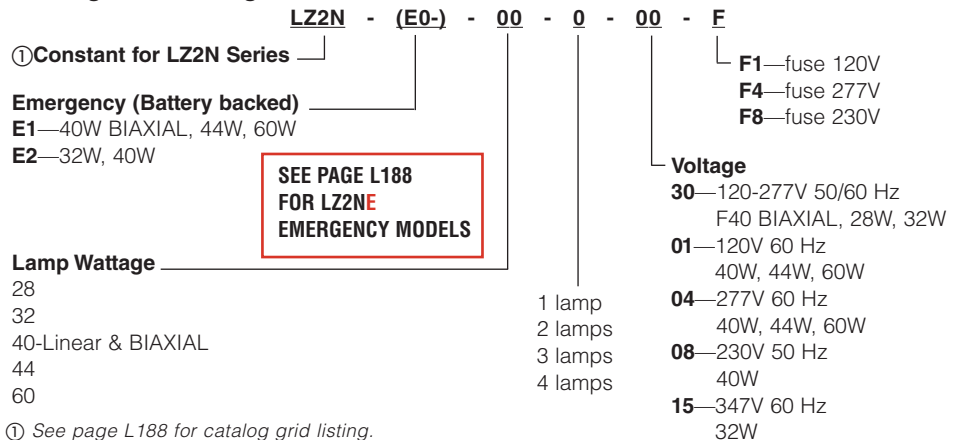 LZ2N - (E0-) - 00 - 0 - 00 - F
①Constant for LZ2N Series
F1—fuse 120V
F4—fuse 277V
F8—fuse 230V
Emergency (Battery backed)
E1—40W BIAXIAL, 44W, 60W
E2—32W, 40W
SEE PAGE L188
FOR LZ2NE
EMERGENCY MODELS
Voltage
30—120-277V 50/60 Hz
F40 BIAXIAL, 28W, 32W
01—120V 60 Hz
40W, 44W, 60W
04—277V 60 Hz
40W, 44W, 60W
08—230V 50 Hz
40W
15—347V 60 Hz
32W
Lamp Wattage
28
32
40-Linear & BIAXIAL
44
60
1 lamp
2 lamps
3 lamps
4 lamps
① See page L188 for catalog grid listing.